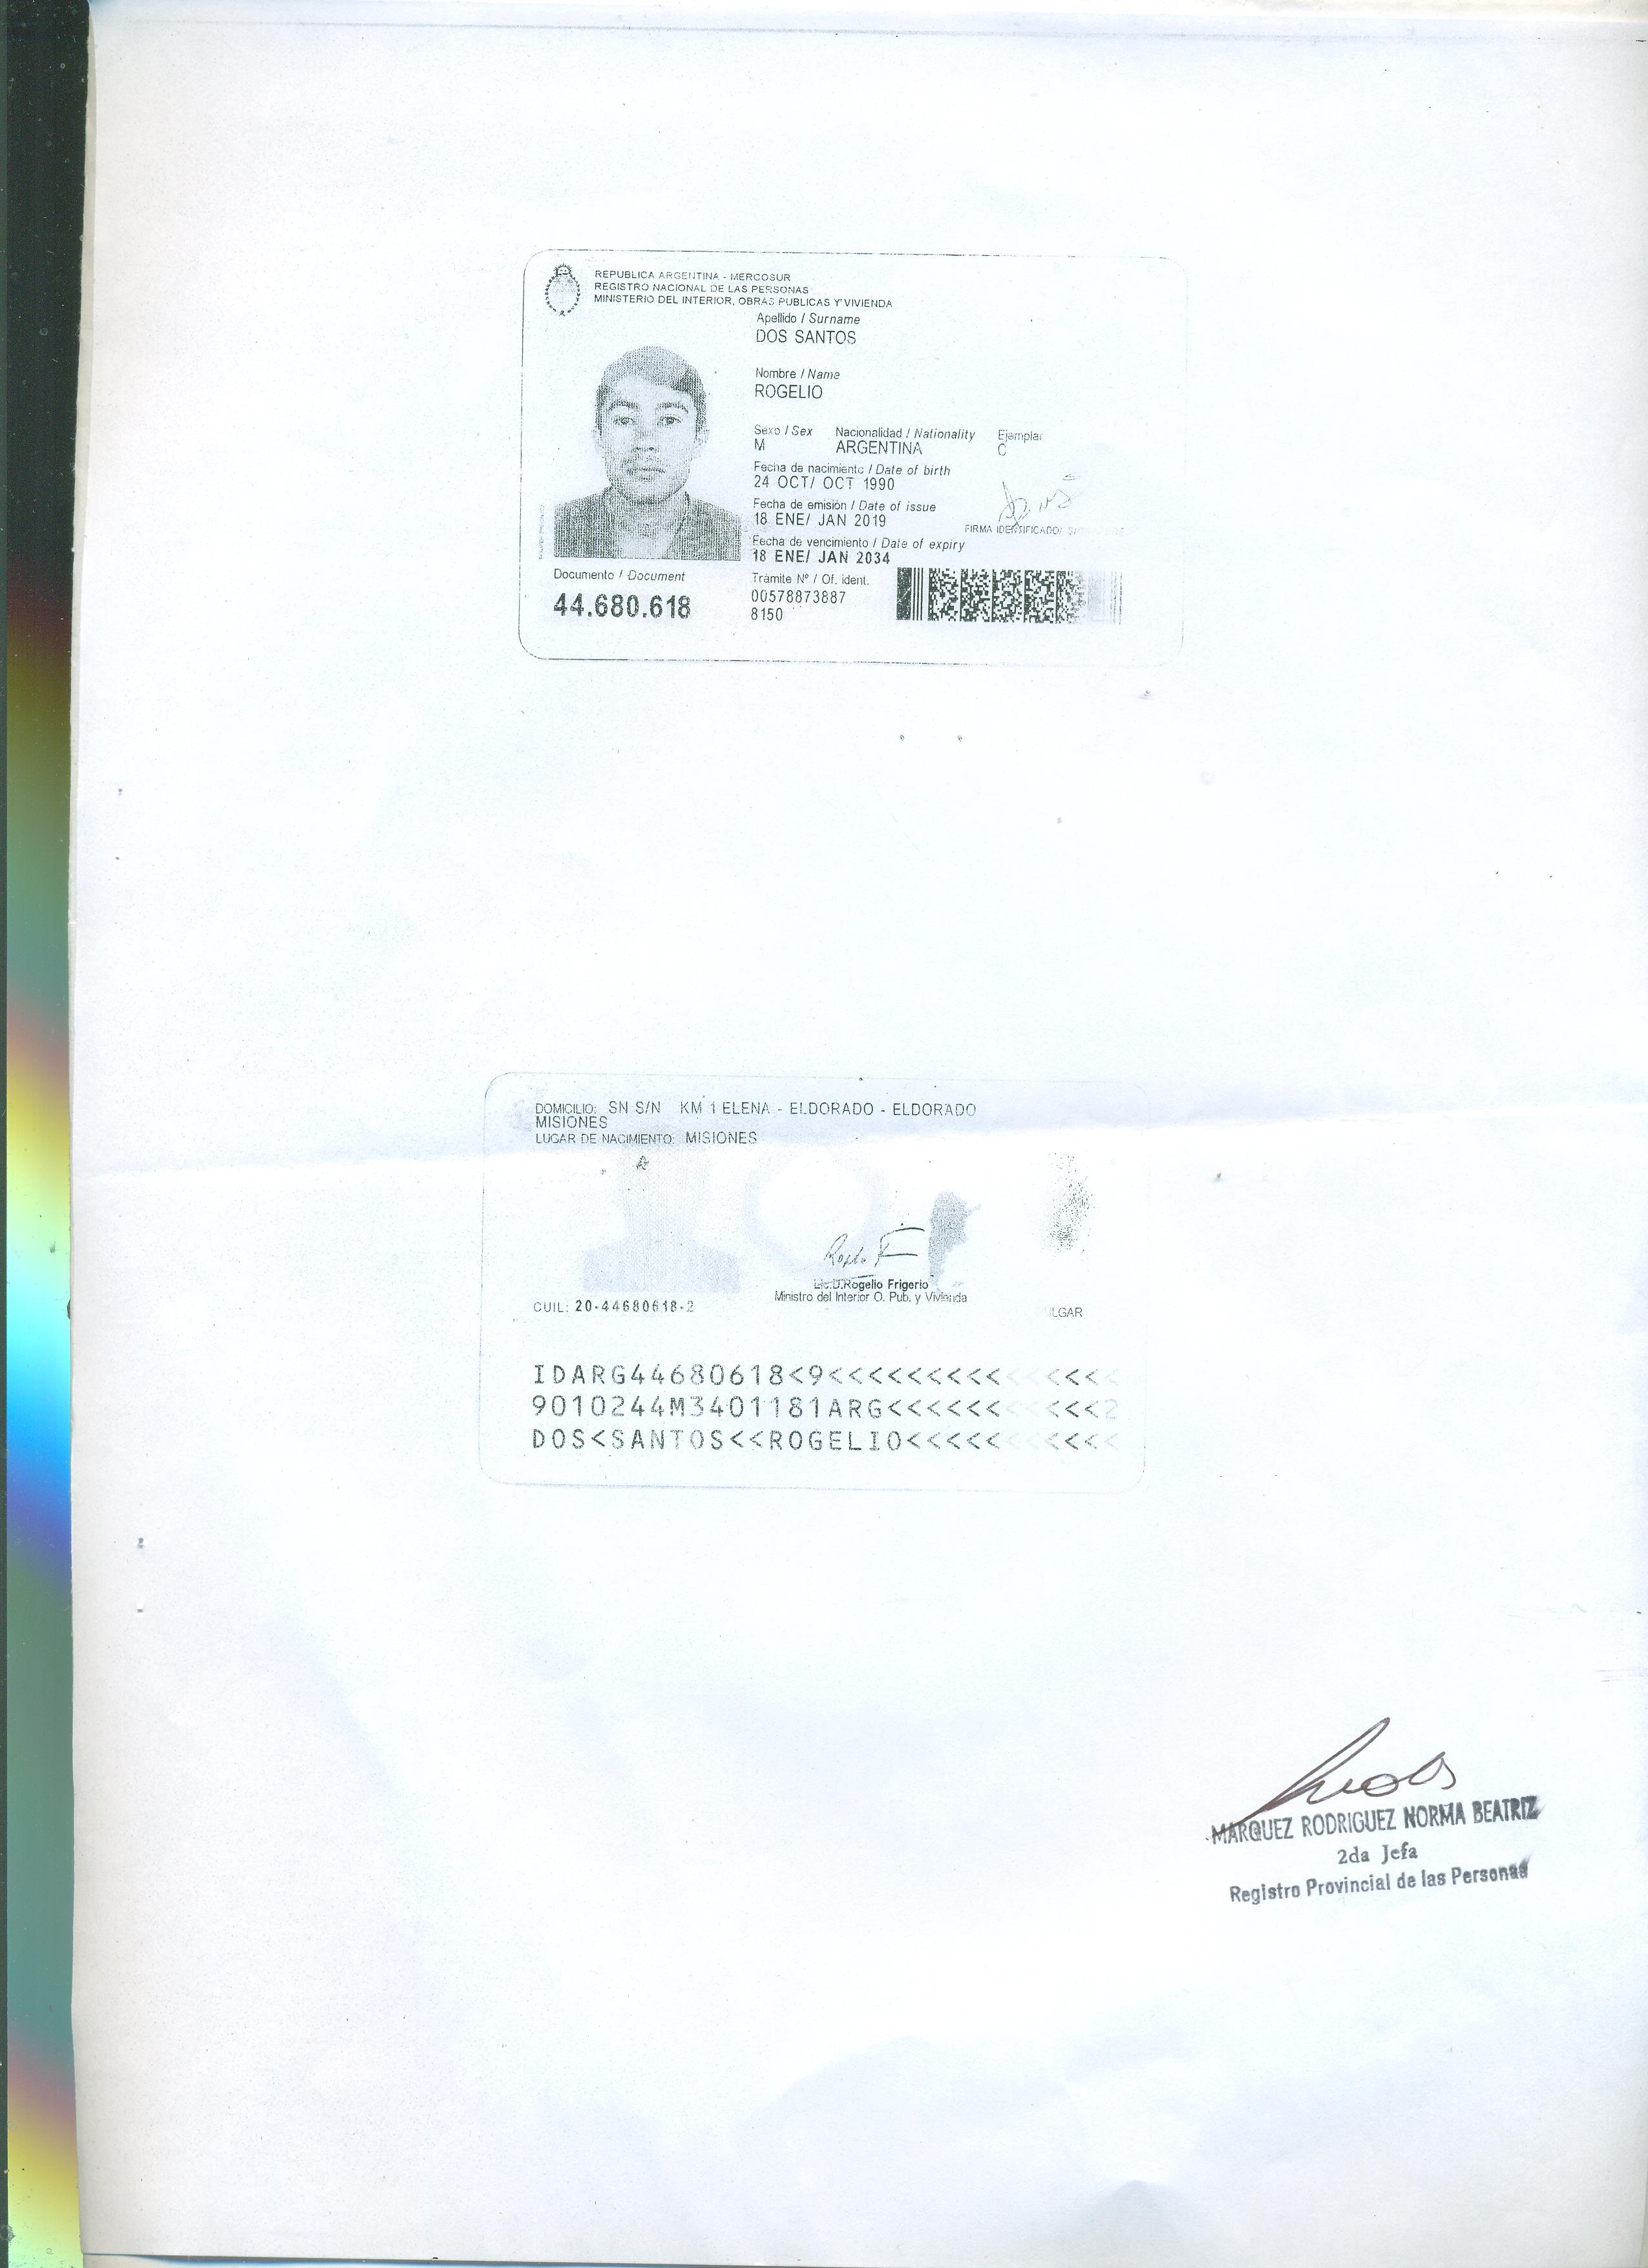 REPUBLICA ARGENTINA - MERCOSUR
REGISTRO NACIONAL DE LAS PERSONAS
MINISTERIO DEL INTERIOR, OBRAS PUBLICAS Y VIVIENDA
Apellido / Surname
DOS SANTOS
Nombre / Name
ROGELIO
Sexo / Sex Nacionalidad / Nationality Ejemplar
M ARGENTINA C
Fecha de nacimiento / Date of birth
24 OCT/ OCT 1990
Fecha de emisión / Date of issue
18 ENE/ JAN 2019
FIRMA IDENTIFICADO/
Fecha de vencimiento / Date of expiry
18 ENE/ JAN 2034
Documento / Document Trámite Nº / Of. ident.
44.680.618 00578873887
8150
DOMICILIO: SN S/N KM 1 ELENA - ELDORADO - ELDORADO
MISIONES
LUGAR DE NACIMIENTO: MISIONES
Lic.D.Rogelio Frigerio
Ministro del Interior O. Pub. y Vivienda
CUIL: 20-44680618-2 LGAR
IDARG44680618<9<<<<<<<<<<<<<<<
9010244M3401181ARG<<<<<<<<<<<2
DOS<SANTOS<<ROGELIO<<<<<<<<<<<
MARQUEZ RODRIGUEZ NORMA BEATRIZ
2da Jefa
Registro Provincial de las Personas